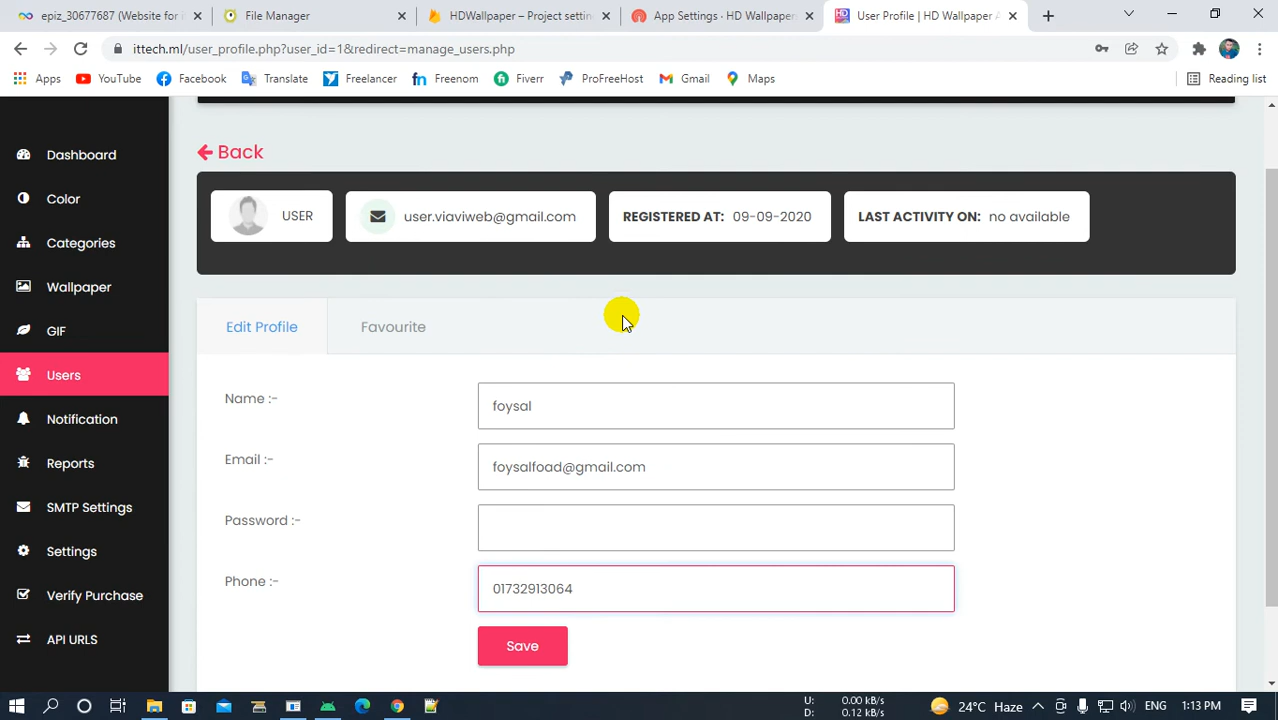 epiz_30677687 (Website for i
File Manager
HDWallpaper – Project settin
App Settings · HD Wallpaper
User Profile | HD Wallpaper A
ittech.ml/user_profile.php?user_id=1&redirect=manage_users.php
Apps
YouTube
Facebook
Translate
Freelancer
Freenom
Fiverr
ProFreeHost
Gmail
Maps
Reading list
Dashboard
Color
Categories
Wallpaper
GIF
Users
Notification
Reports
SMTP Settings
Settings
Verify Purchase
API URLS
Back
USER
user.viaviweb@gmail.com
REGISTERED AT: 09-09-2020
LAST ACTIVITY ON: no available
Edit Profile
Favourite
Name :-
foysal
Email :-
foysalfoad@gmail.com
Password :-
Phone :-
01732913064
Save
U: 0.00 kB/s
D: 0.12 kB/s
24°C Haze
ENG
1:13 PM